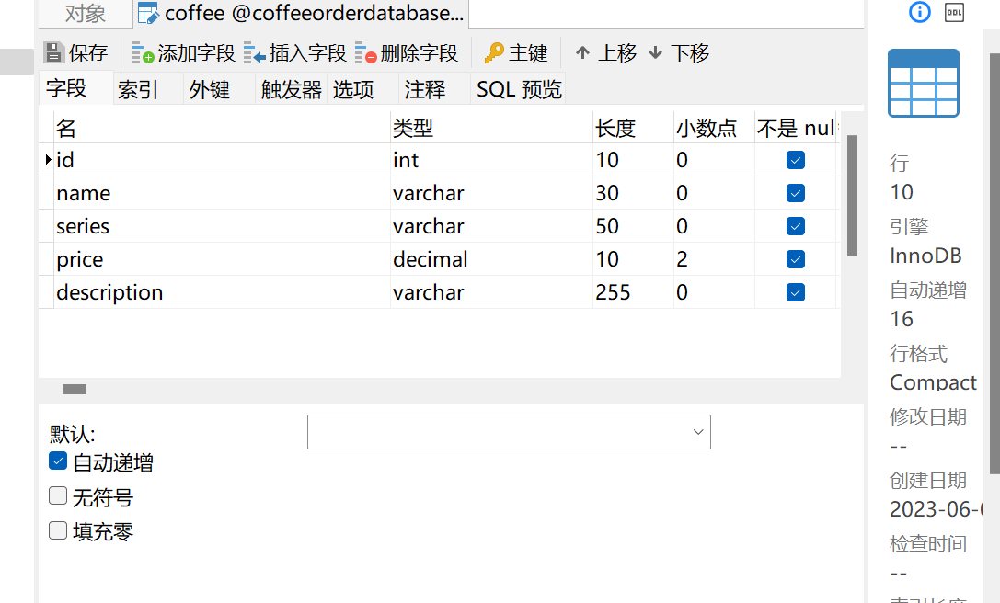 对象 coffee @coffeeorderdatabase...
保存 添加字段 插入字段 删除字段 主键 上移 下移
字段 索引 外键 触发器 选项 注释 SQL 预览
名 类型 长度 小数点 不是 nul
id int 10 0
name varchar 30 0
series varchar 50 0
price decimal 10 2
description varchar 255 0
默认:
自动递增
无符号
填充零
DDL
行
10
引擎
InnoDB
自动递增
16
行格式
Compact
修改日期
--
创建日期
2023-06-
检查时间
--